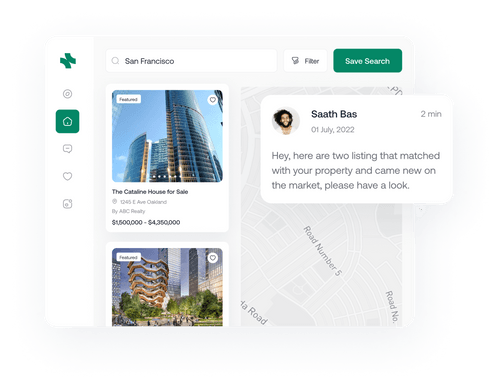 San Francisco
Filter
Save Search
Featured
The Cataline House for Sale
1245 E Ave Oakland
By ABC Realty
$1,500,000 - $4,350,000
Featured
Saath Bas
2 min
01 July, 2022
Hey, here are two listing that matched
with your property and came new on
the market, please have a look.
Road Number 5
Road No.
da Road